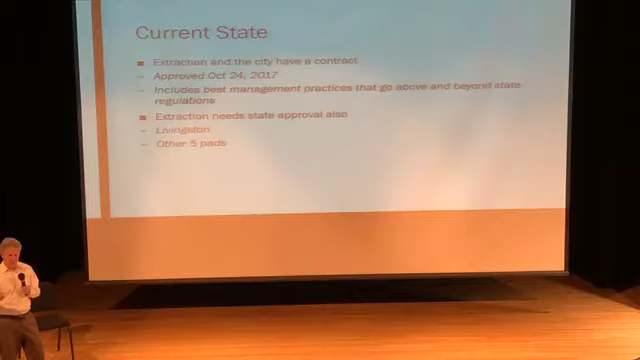 Current State
■ Extraction and the city have a contract
– Approved Oct 24, 2017
– Includes best management practices that go above and beyond state
regulations
■ Extraction needs state approval also
– Livingston
– Other 5 pads